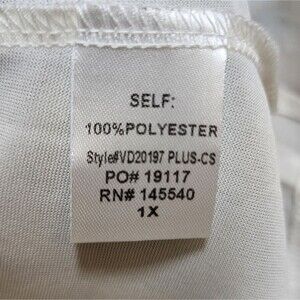 SELF:
100%POLYESTER
Style#VD20197 PLUS-CS
PO# 19117
RN# 145540
1X